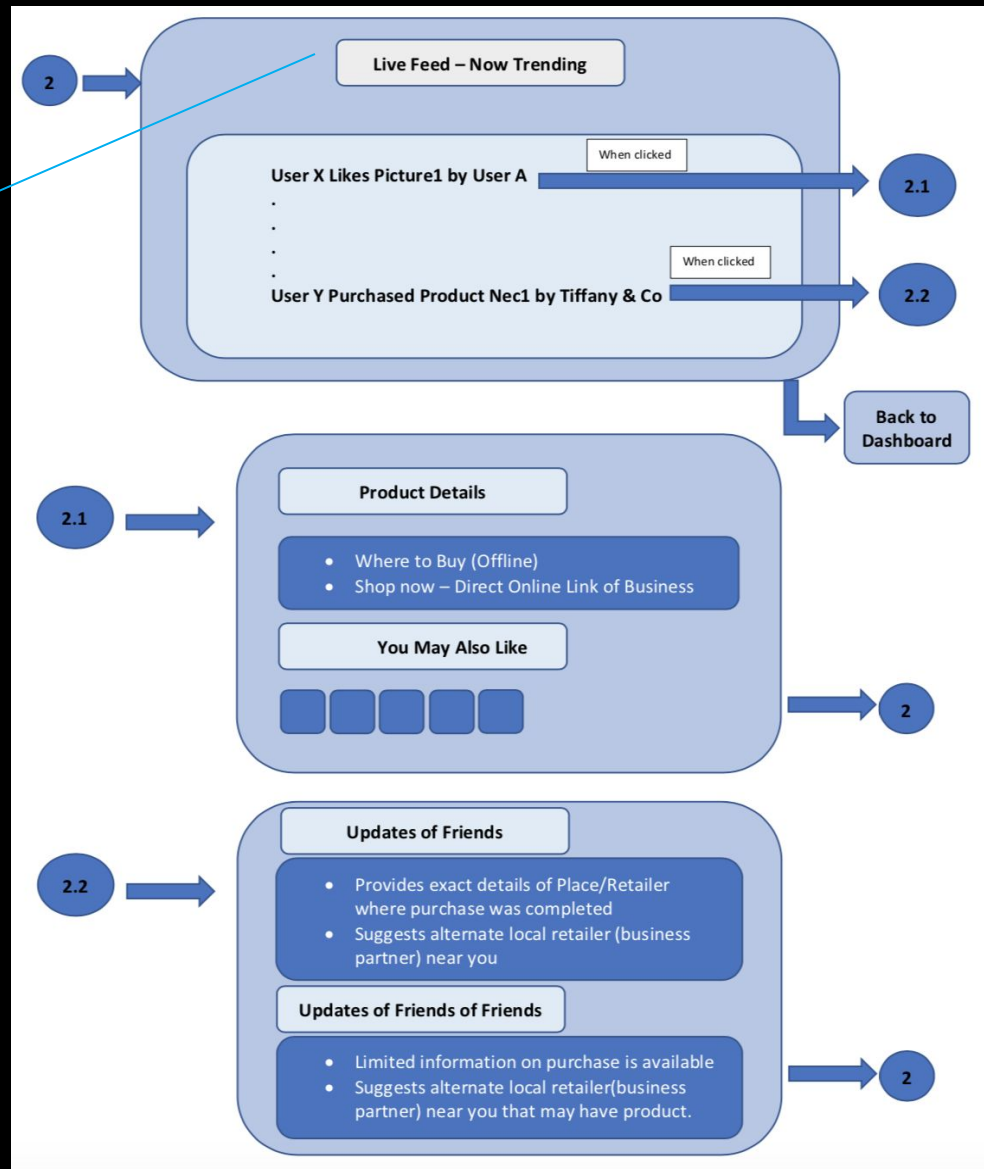 Live Feed – Now Trending
2
When clicked
User X Likes Picture1 by User A
2.1
.
.
.
.
When clicked
User Y Purchased Product Nec1 by Tiffany & Co
2.2
Back to
Dashboard
2.1
Product Details
• Where to Buy (Offline)
• Shop now – Direct Online Link of Business
You May Also Like
2
2.2
Updates of Friends
• Provides exact details of Place/Retailer
where purchase was completed
• Suggests alternate local retailer (business
partner) near you
Updates of Friends of Friends
• Limited information on purchase is available
• Suggests alternate local retailer(business
partner) near you that may have product.
2